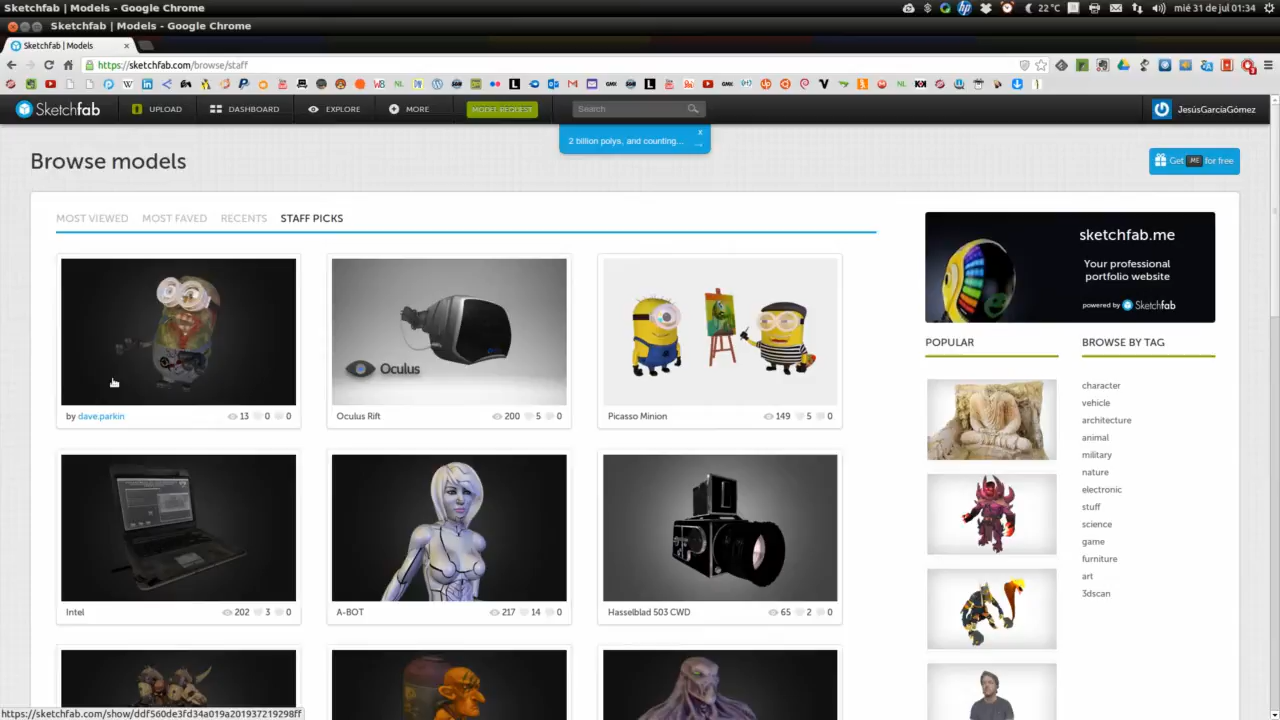 Sketchfab | Models - Google Chrome
22 °C
mié 31 de jul 01:34
Sketchfab | Models - Google Chrome
Sketchfab | Models
https://sketchfab.com/browse/staff
Sketchfab
UPLOAD
DASHBOARD
EXPLORE
MORE
MODEL REQUEST
Search
JesúsGarcíaGómez
2 billion polys, and counting...
x
Browse models
Get ME for free
MOST VIEWED
MOST FAVED
RECENTS
STAFF PICKS
Oculus
by dave.parkin
13 0 0
Oculus Rift
200 5 0
Picasso Minion
149 5 0
Intel
202 3 0
A-BOT
217 14 0
Hasselblad 503 CWD
65 2 0
sketchfab.me
Your professional
portfolio website
powered by Sketchfab
POPULAR
BROWSE BY TAG
character
vehicle
architecture
animal
military
nature
electronic
stuff
science
game
furniture
art
3dscan
https://sketchfab.com/show/ddf560de3fd34a019a201937219298ff